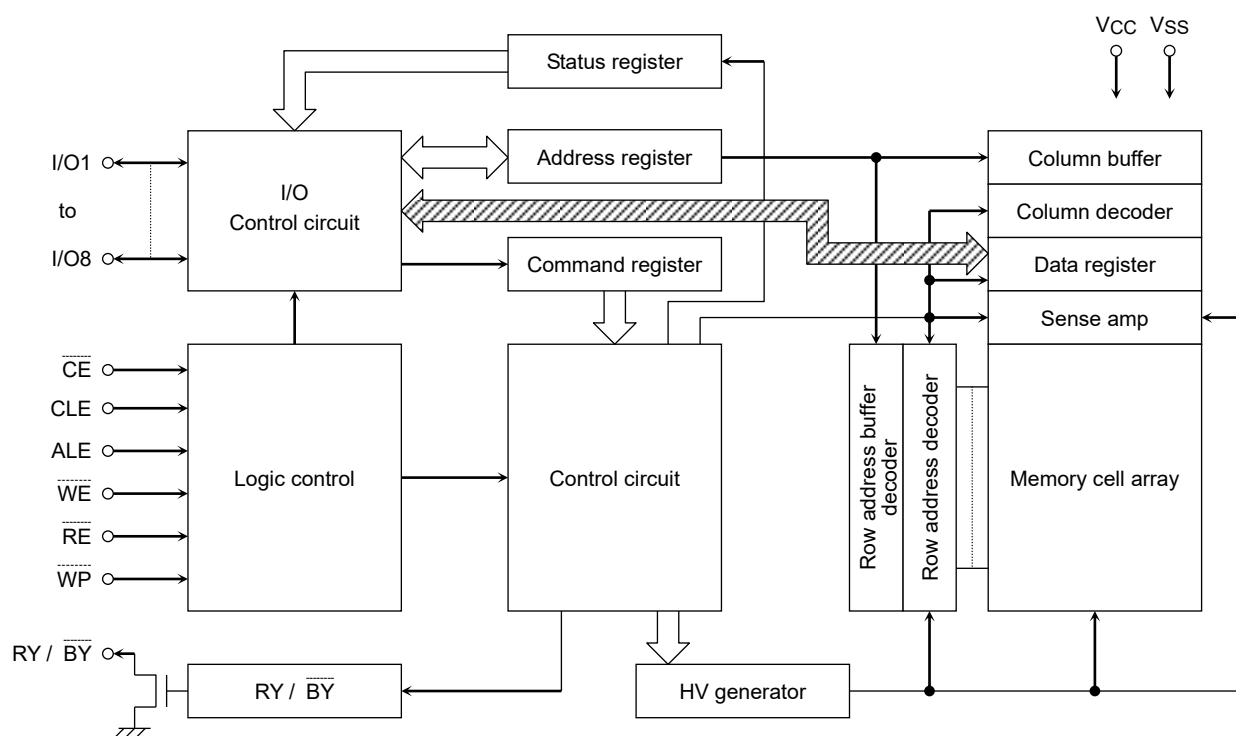 VCC VSS
Status register
I/O1
to
I/O8
I/O
Control circuit
Address register
Command register
Column buffer
Column decoder
Data register
Sense amp
CE
CLE
ALE
WE
RE
WP
Logic control
Control circuit
Row address buffer
decoder
Row address decoder
Memory cell array
RY / BY
RY / BY
HV generator